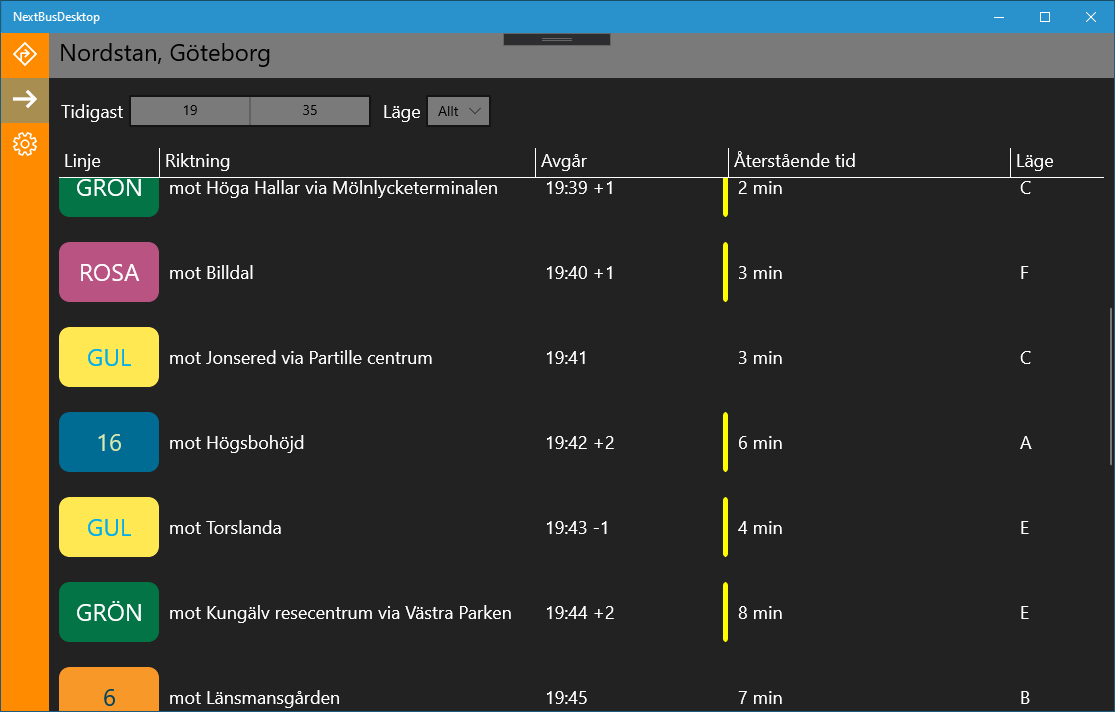 NextBusDesktop
Nordstan, Göteborg
Tidigast 19 35 Läge Allt
Linje Riktning Avgår Återstående tid Läge
GRÖN mot Höga Hallar via Mölnlycketerminalen 19:39 +1 2 min C
ROSA mot Billdal 19:40 +1 3 min F
GUL mot Jonsered via Partille centrum 19:41 3 min C
16 mot Högsbohöjd 19:42 +2 6 min A
GUL mot Torslanda 19:43 -1 4 min E
GRÖN mot Kungälv resecentrum via Västra Parken 19:44 +2 8 min E
6 mot Länsmansgården 19:45 7 min B